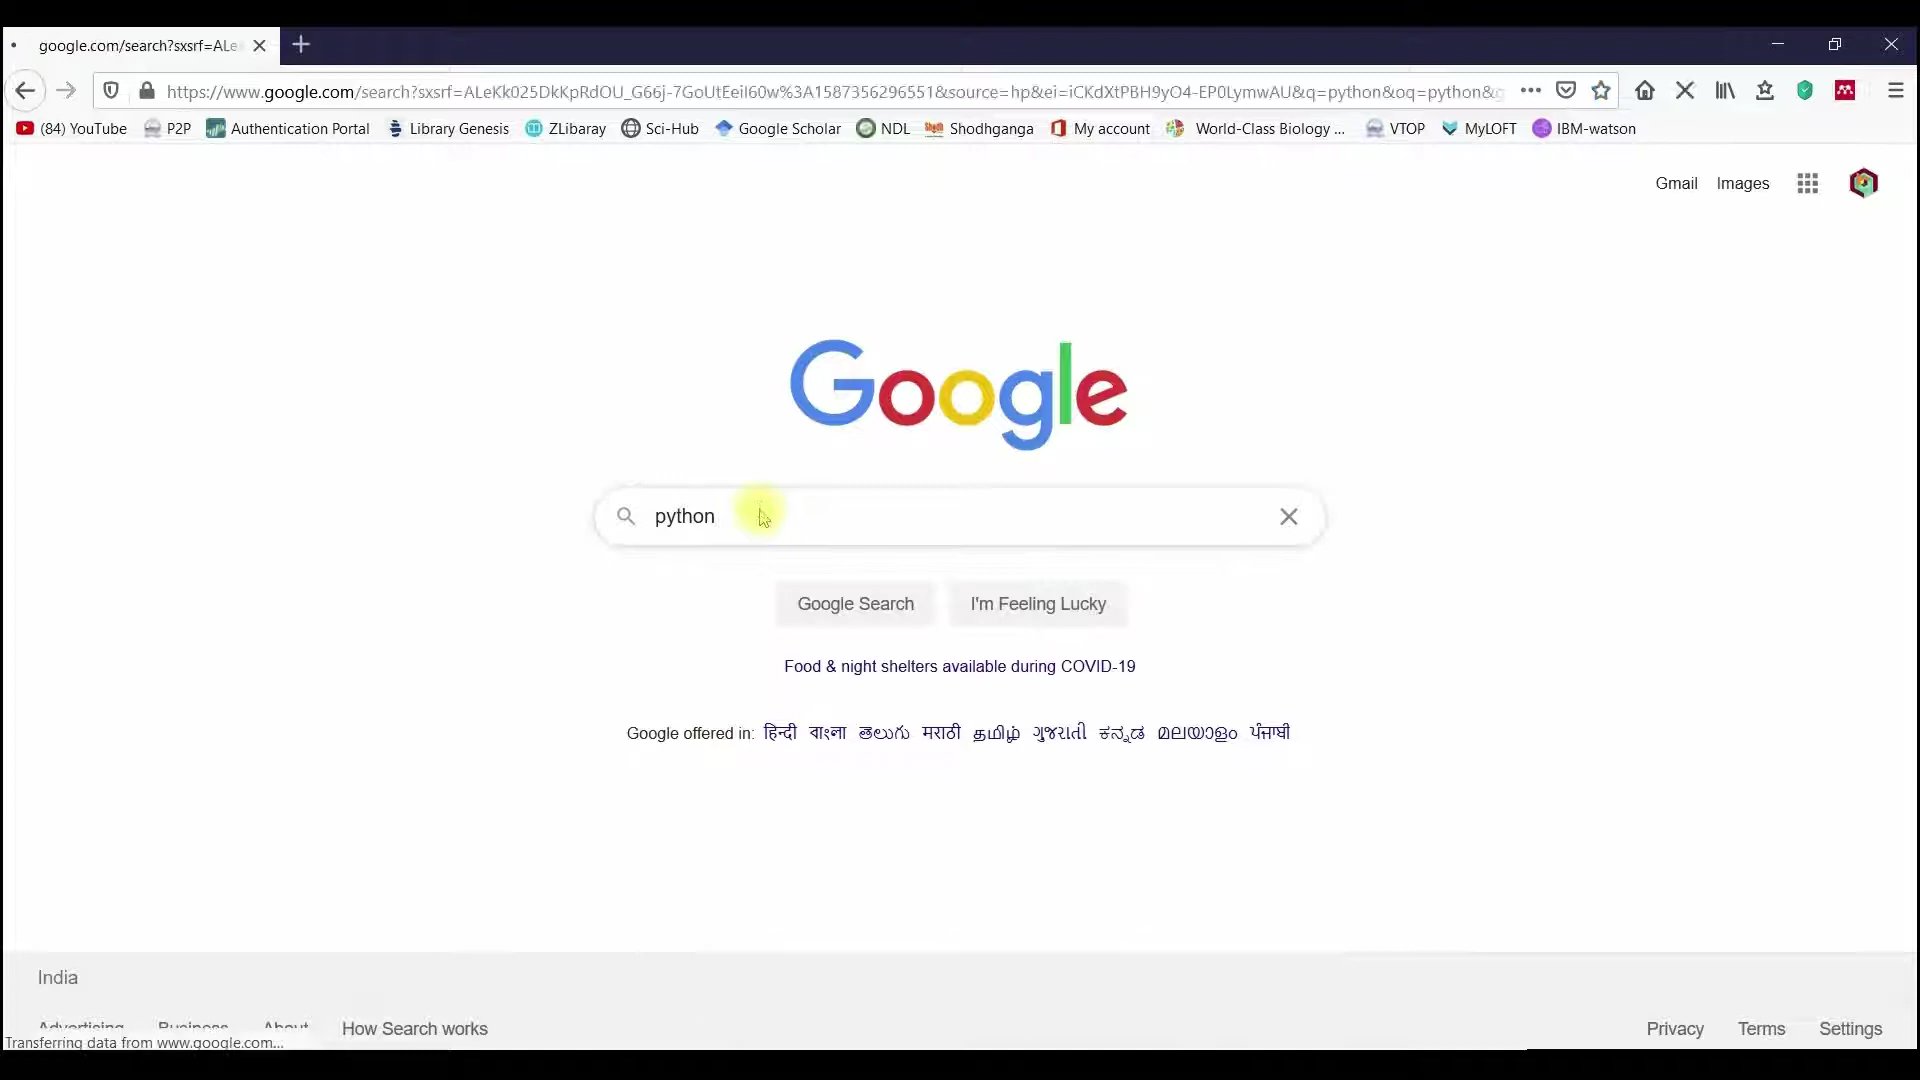 google.com/search?sxsrf=ALe
https://www.google.com/search?sxsrf=ALeKk025DkKpRdOU_G66j-7GoUtEeiI60w%3A1587356296551&source=hp&ei=iCKdXtPBH9yO4-EP0LymwAU&q=python&oq=python&g
(84) YouTube P2P Authentication Portal Library Genesis ZLibaray Sci-Hub Google Scholar NDL Shodhganga My account World-Class Biology ... VTOP MyLOFT IBM-watson
Gmail Images
Google
python
Google Search I'm Feeling Lucky
Food & night shelters available during COVID-19
Google offered in: हिन्दी বাংলা తెలుగు मराठी தமிழ் ગુજરાતી ಕನ್ನಡ മലയാളം ਪੰਜਾਬੀ
India
Advertising Business About How Search works Privacy Terms Settings
Transferring data from www.google.com...